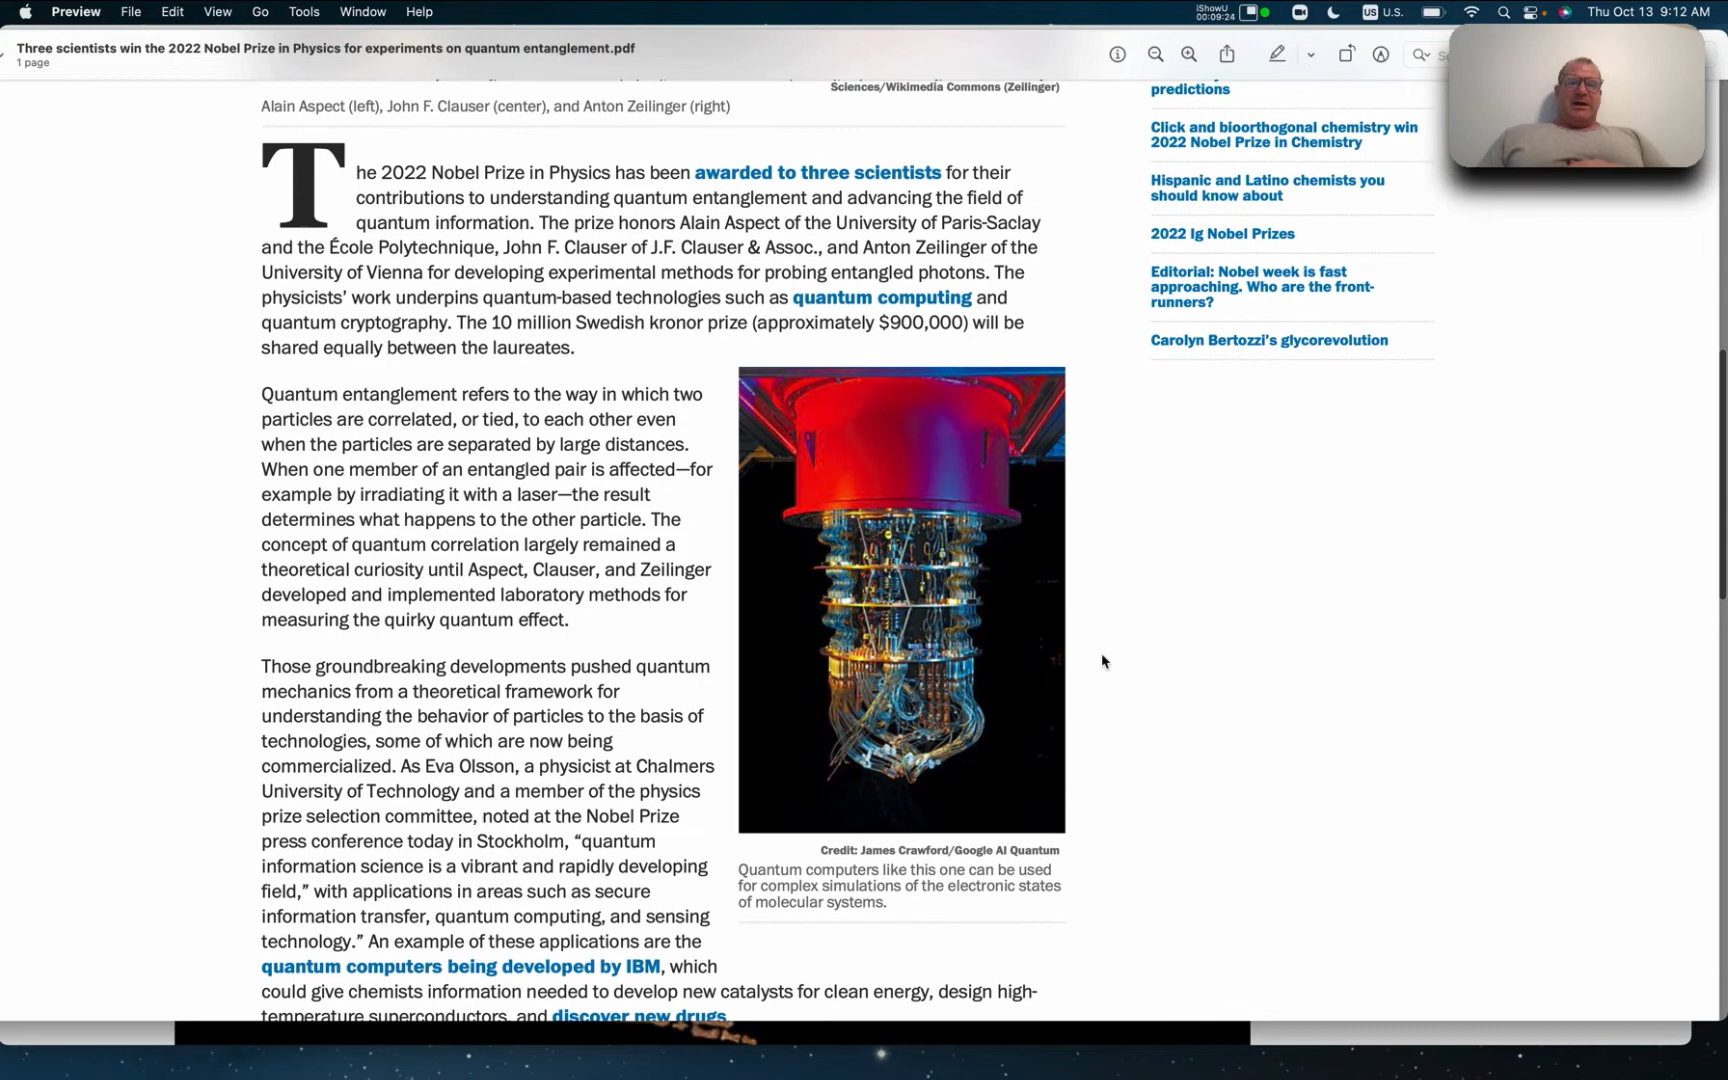 Preview File Edit View Go Tools Window Help
iShowU
00:09:24
US U.S.
Thu Oct 13 9:12 AM
Three scientists win the 2022 Nobel Prize in Physics for experiments on quantum entanglement.pdf
1 page
Sciences/Wikimedia Commons (Zeilinger)
Alain Aspect (left), John F. Clauser (center), and Anton Zeilinger (right)
The 2022 Nobel Prize in Physics has been awarded to three scientists for their
contributions to understanding quantum entanglement and advancing the field of
quantum information. The prize honors Alain Aspect of the University of Paris-Saclay
and the École Polytechnique, John F. Clauser of J.F. Clauser & Assoc., and Anton Zeilinger of the
University of Vienna for developing experimental methods for probing entangled photons. The
physicists’ work underpins quantum-based technologies such as quantum computing and
quantum cryptography. The 10 million Swedish kronor prize (approximately $900,000) will be
shared equally between the laureates.
Quantum entanglement refers to the way in which two
particles are correlated, or tied, to each other even
when the particles are separated by large distances.
When one member of an entangled pair is affected—for
example by irradiating it with a laser—the result
determines what happens to the other particle. The
concept of quantum correlation largely remained a
theoretical curiosity until Aspect, Clauser, and Zeilinger
developed and implemented laboratory methods for
measuring the quirky quantum effect.
Those groundbreaking developments pushed quantum
mechanics from a theoretical framework for
understanding the behavior of particles to the basis of
technologies, some of which are now being
commercialized. As Eva Olsson, a physicist at Chalmers
University of Technology and a member of the physics
prize selection committee, noted at the Nobel Prize
press conference today in Stockholm, “quantum
information science is a vibrant and rapidly developing
field,” with applications in areas such as secure
information transfer, quantum computing, and sensing
technology.” An example of these applications are the
quantum computers being developed by IBM, which
could give chemists information needed to develop new catalysts for clean energy, design high-
temperature superconductors, and discover new drugs.
Credit: James Crawford/Google AI Quantum
Quantum computers like this one can be used
for complex simulations of the electronic states
of molecular systems.
predictions
Click and bioorthogonal chemistry win
2022 Nobel Prize in Chemistry
Hispanic and Latino chemists you
should know about
2022 Ig Nobel Prizes
Editorial: Nobel week is fast
approaching. Who are the front-
runners?
Carolyn Bertozzi’s glycorevolution